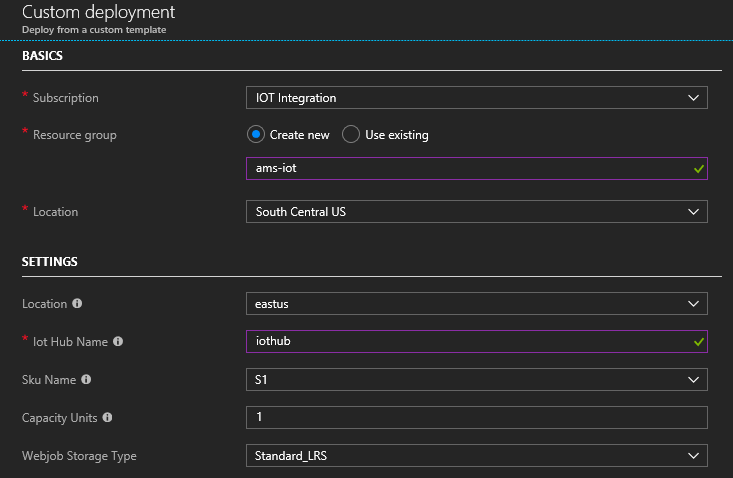 Custom deployment
Deploy from a custom template
BASICS
* Subscription
IOT Integration
* Resource group
Create new
Use existing
ams-iot
* Location
South Central US
SETTINGS
Location
eastus
* Iot Hub Name
iothub
Sku Name
S1
Capacity Units
1
Webjob Storage Type
Standard_LRS